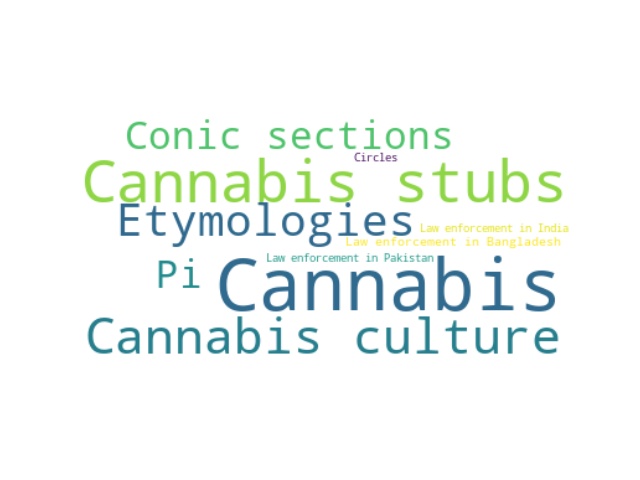 Conic sections
Circles
Cannabis stubs
Etymologies
Law enforcement in India
Law enforcement in Bangladesh
Law enforcement in Pakistan
Pi
Cannabis
Cannabis culture